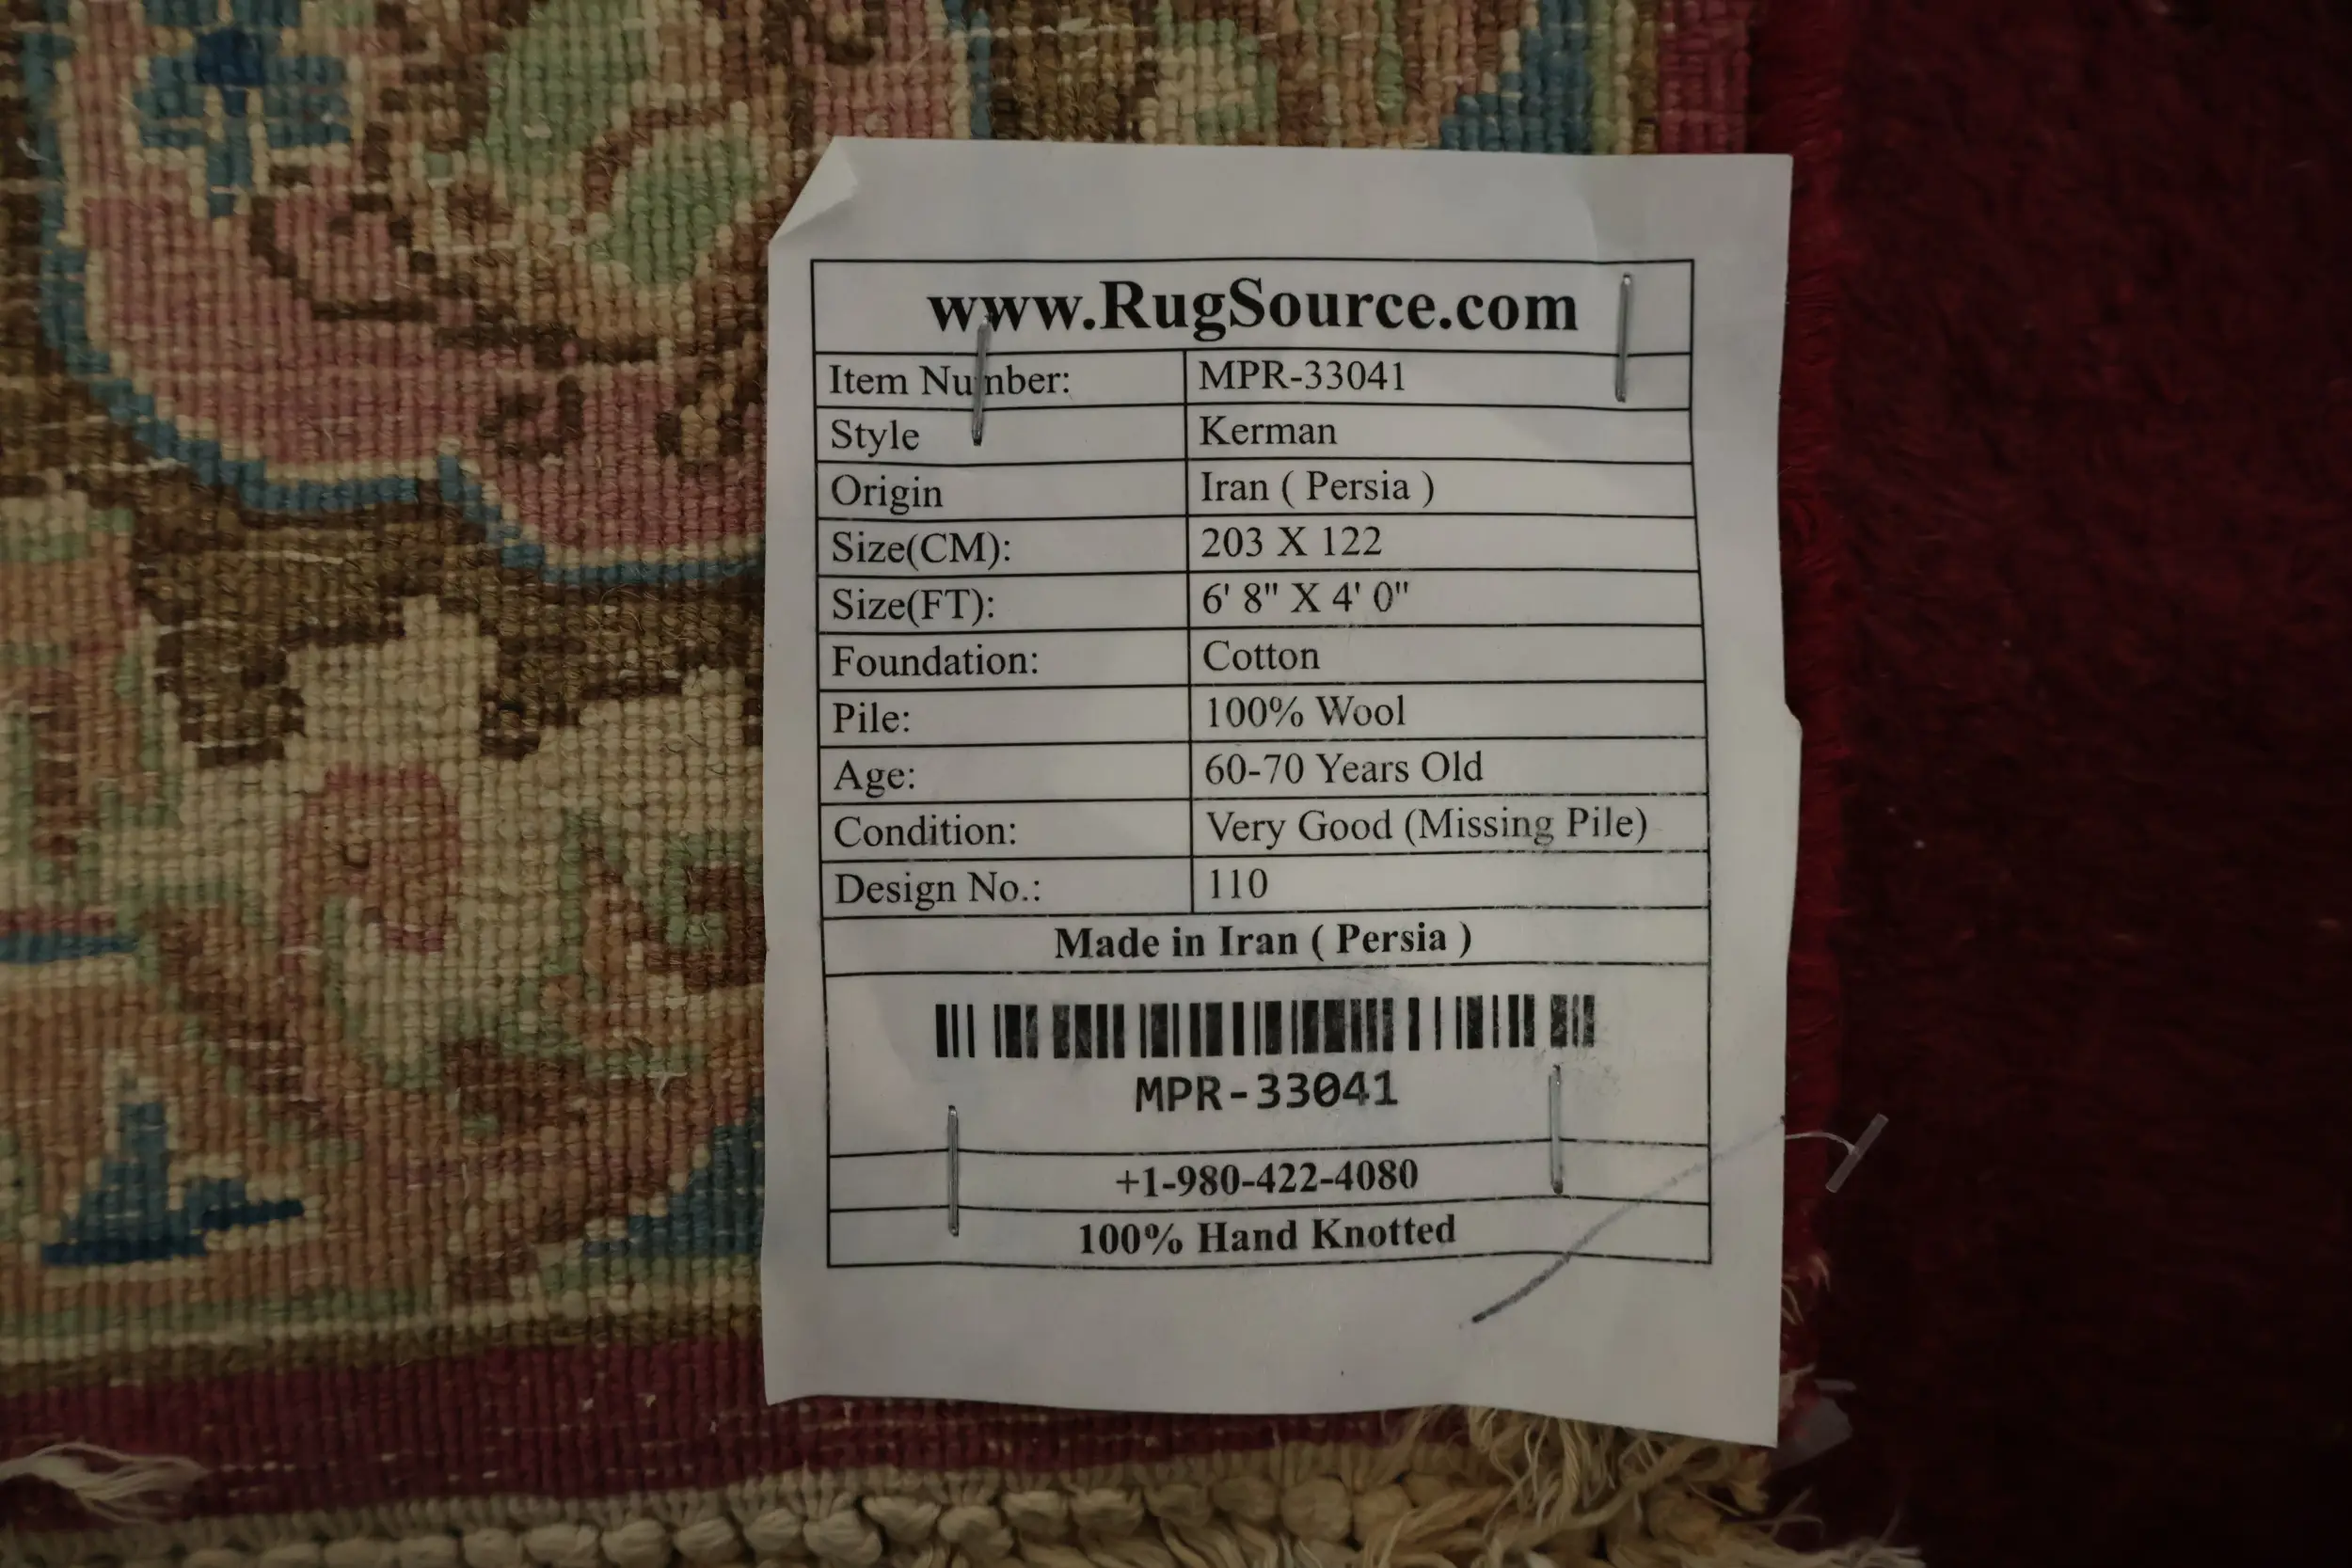 www.RugSource.com
Item Number: MPR-33041
Style Kerman
Origin Iran ( Persia )
Size(CM): 203 X 122
Size(FT): 6' 8" X 4' 0"
Foundation: Cotton
Pile: 100% Wool
Age: 60-70 Years Old
Condition: Very Good (Missing Pile)
Design No.: 110
Made in Iran ( Persia )
MPR-33041
+1-980-422-4080
100% Hand Knotted